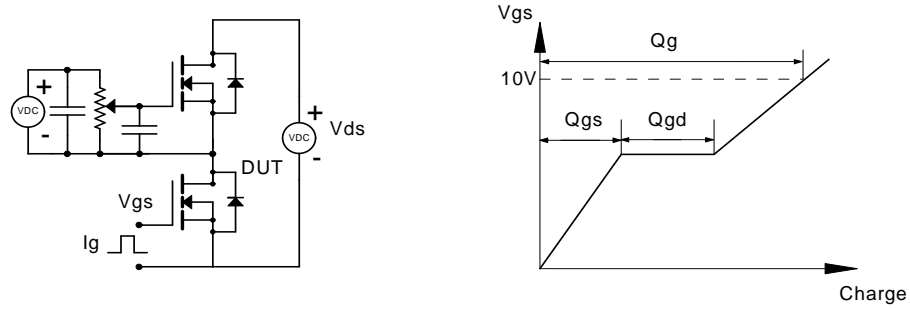 +
VDC
-
+
VDC
-
Vds
DUT
Vgs
Ig
Vgs
Qg
10V
Qgs
Qgd
Charge